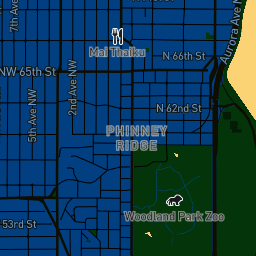 7th Ave
Mai Thaiku
N 66th St
Aurora Ave N
NW 65th St
2nd Ave NW
5th Ave NW
N 62nd St
PHINNEY
RIDGE
Woodland Park Zoo
53rd St